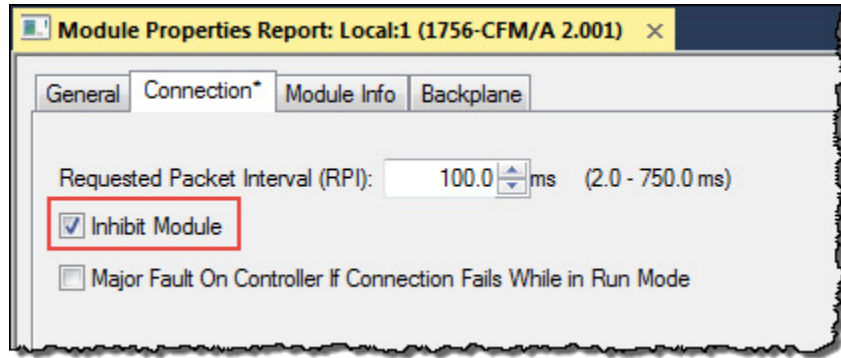 Module Properties Report: Local:1 (1756-CFM/A 2.001) ×
General Connection* Module Info Backplane
Requested Packet Interval (RPI): 100.0 ms (2.0 - 750.0 ms)
Inhibit Module
Major Fault On Controller If Connection Fails While in Run Mode